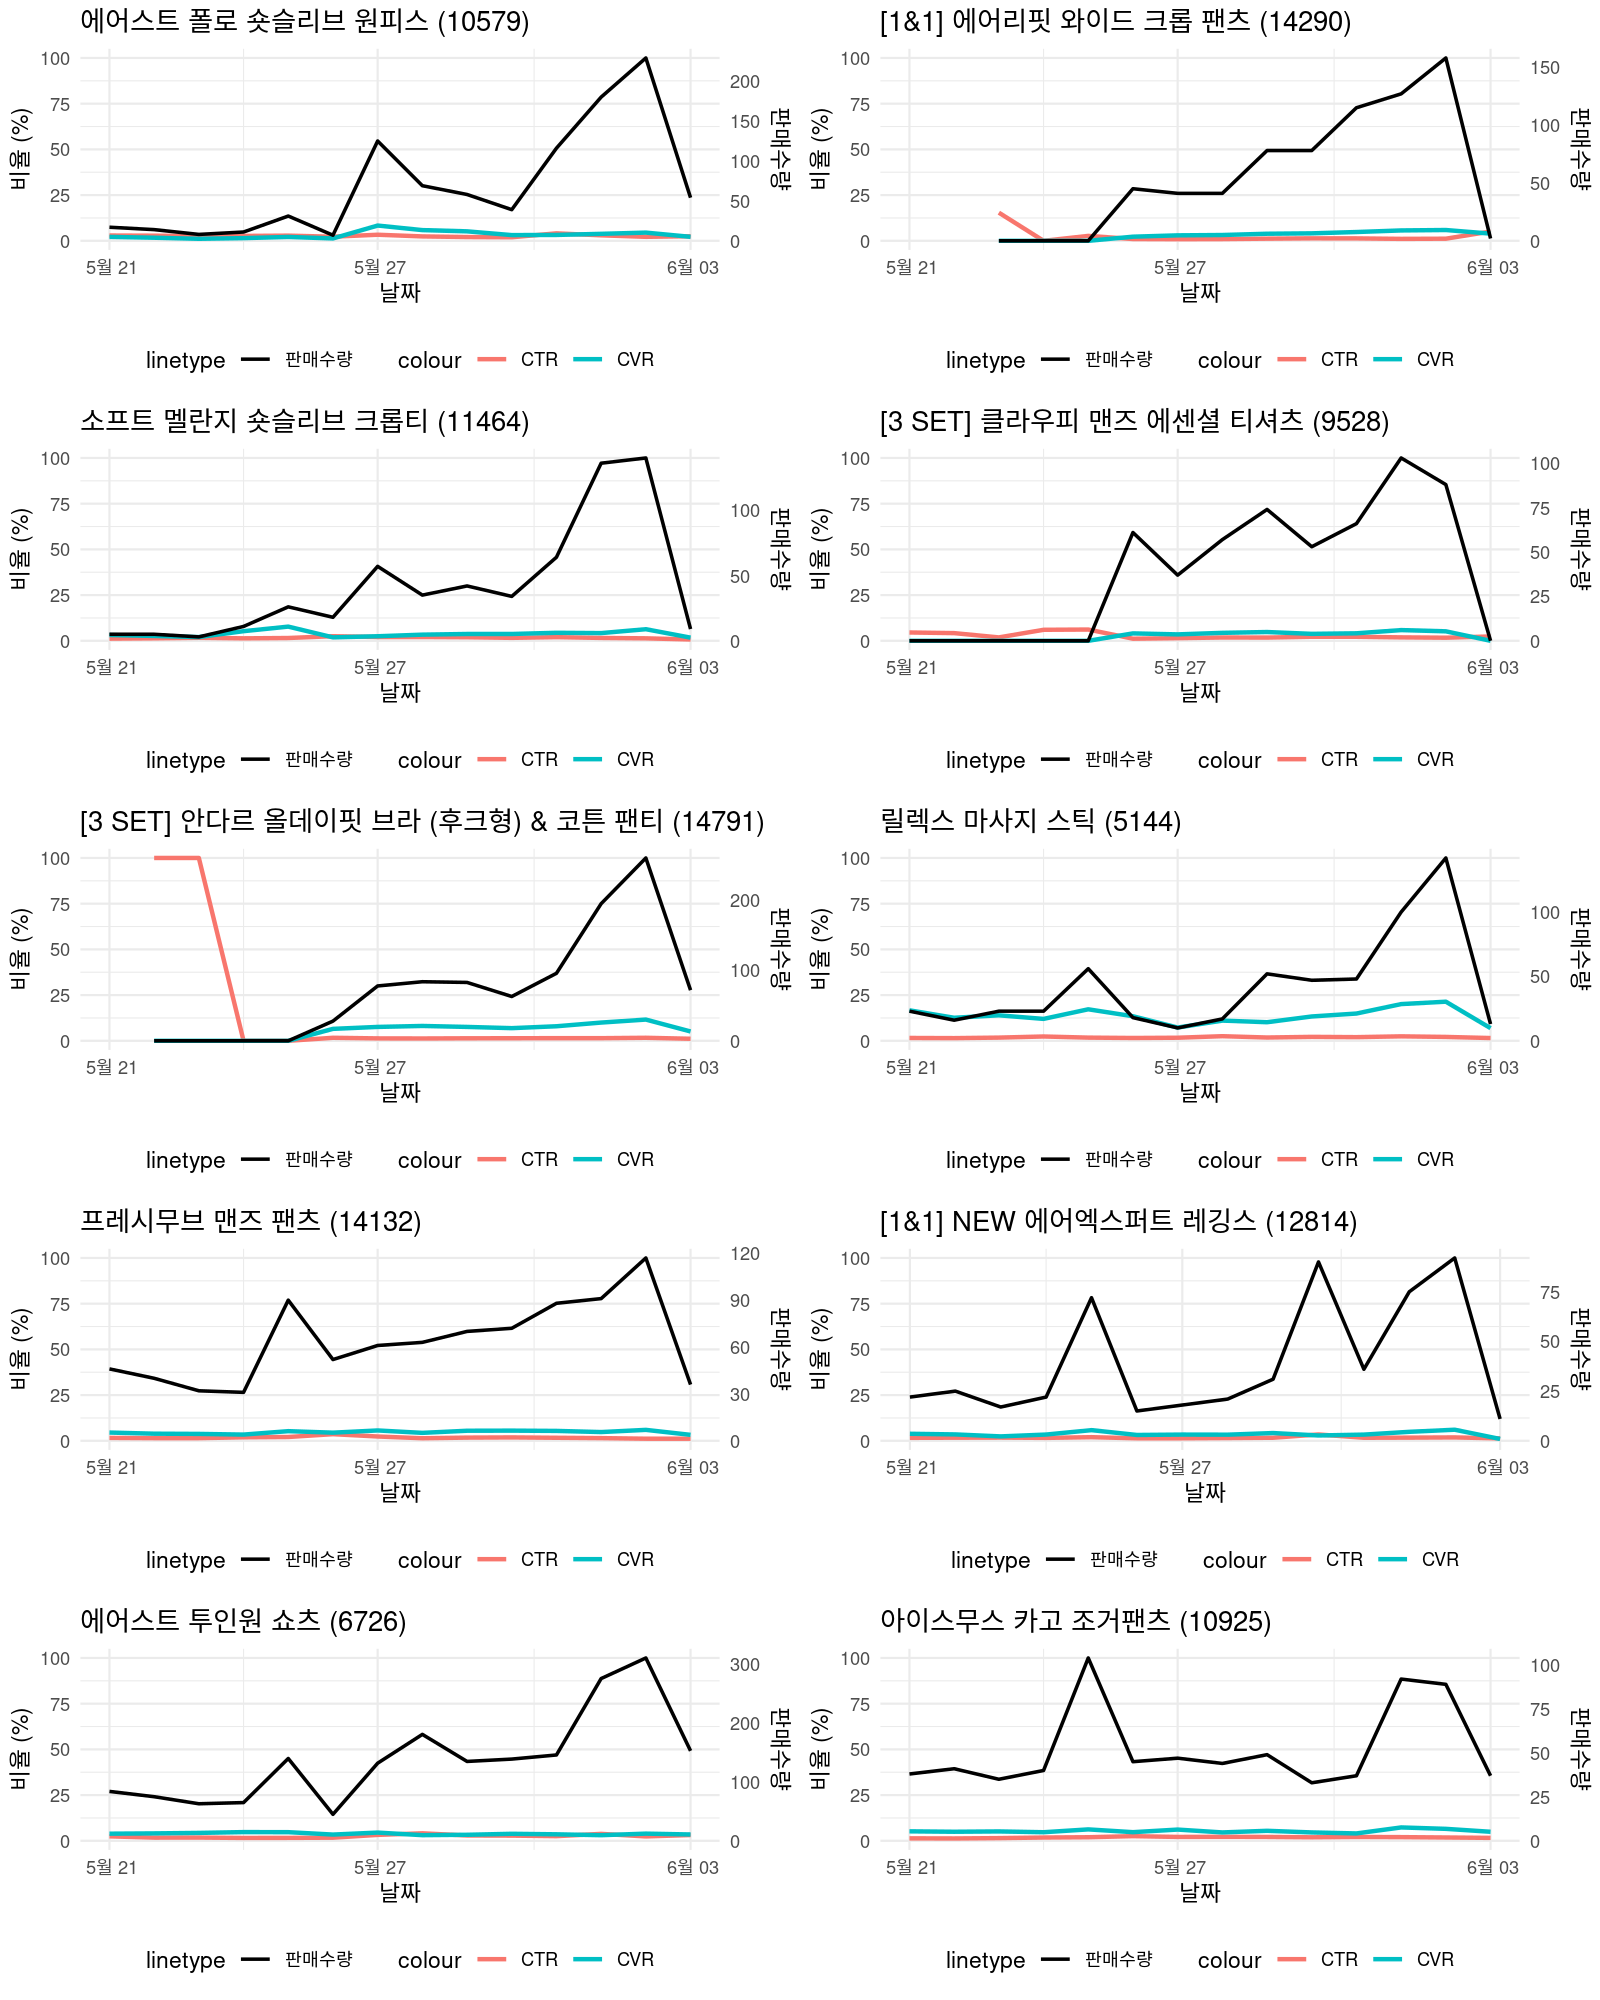 에어스트 폴로 숏슬리브 원피스 (10579)
100
75
50
25
0
비율 (%)
200
150
100
50
0
판매수량
5월 21
5월 27
6월 03
날짜
linetype 판매수량 colour CTR CVR
[1&1] 에어리핏 와이드 크롭 팬츠 (14290)
100
75
50
25
0
비율 (%)
150
100
50
0
판매수량
5월 21
5월 27
6월 03
날짜
linetype 판매수량 colour CTR CVR
소프트 멜란지 숏슬리브 크롭티 (11464)
100
75
50
25
0
비율 (%)
100
50
0
판매수량
5월 21
5월 27
6월 03
날짜
linetype 판매수량 colour CTR CVR
[3 SET] 클라우피 맨즈 에센셜 티셔츠 (9528)
100
75
50
25
0
비율 (%)
100
75
50
25
0
판매수량
5월 21
5월 27
6월 03
날짜
linetype 판매수량 colour CTR CVR
[3 SET] 안다르 올데이핏 브라 (후크형) & 코튼 팬티 (14791)
100
75
50
25
0
비율 (%)
200
100
0
판매수량
5월 21
5월 27
6월 03
날짜
linetype 판매수량 colour CTR CVR
릴렉스 마사지 스틱 (5144)
100
75
50
25
0
비율 (%)
100
50
0
판매수량
5월 21
5월 27
6월 03
날짜
linetype 판매수량 colour CTR CVR
프레시무브 맨즈 팬츠 (14132)
100
75
50
25
0
비율 (%)
120
90
60
30
0
판매수량
5월 21
5월 27
6월 03
날짜
linetype 판매수량 colour CTR CVR
[1&1] NEW 에어엑스퍼트 레깅스 (12814)
100
75
50
25
0
비율 (%)
75
50
25
0
판매수량
5월 21
5월 27
6월 03
날짜
linetype 판매수량 colour CTR CVR
에어스트 투인원 쇼츠 (6726)
100
75
50
25
0
비율 (%)
300
200
100
0
판매수량
5월 21
5월 27
6월 03
날짜
linetype 판매수량 colour CTR CVR
아이스무스 카고 조거팬츠 (10925)
100
75
50
25
0
비율 (%)
100
75
50
25
0
판매수량
5월 21
5월 27
6월 03
날짜
linetype 판매수량 colour CTR CVR